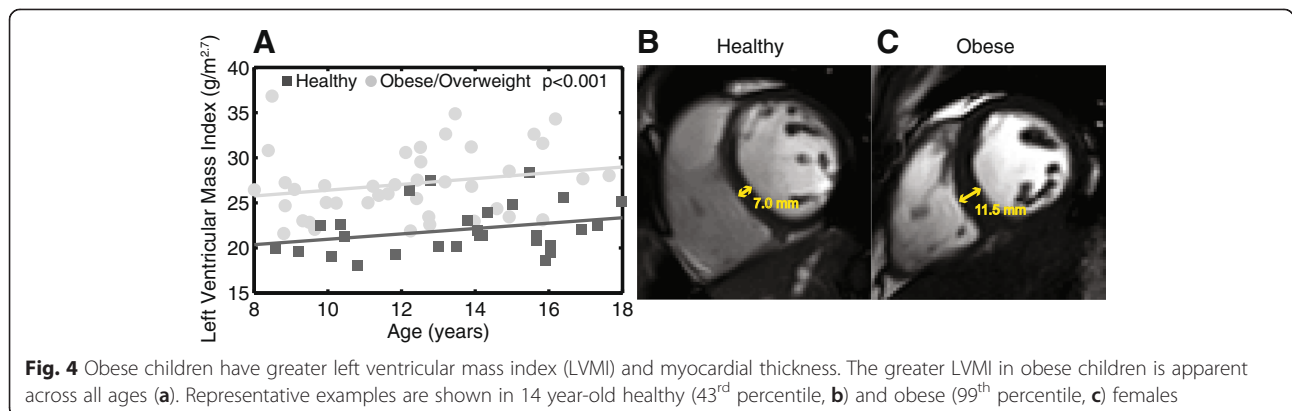 A
B Healthy
C Obese
Left Ventricular Mass Index (g/m2.7)
40
35
30
25
20
15
Healthy Obese/Overweight p<0.001
8 10 12 14 16 18
Age (years)
7.0 mm
11.5 mm
Fig. 4 Obese children have greater left ventricular mass index (LVMI) and myocardial thickness. The greater LVMI in obese children is apparent
across all ages (a). Representative examples are shown in 14 year-old healthy (43rd percentile, b) and obese (99th percentile, c) females